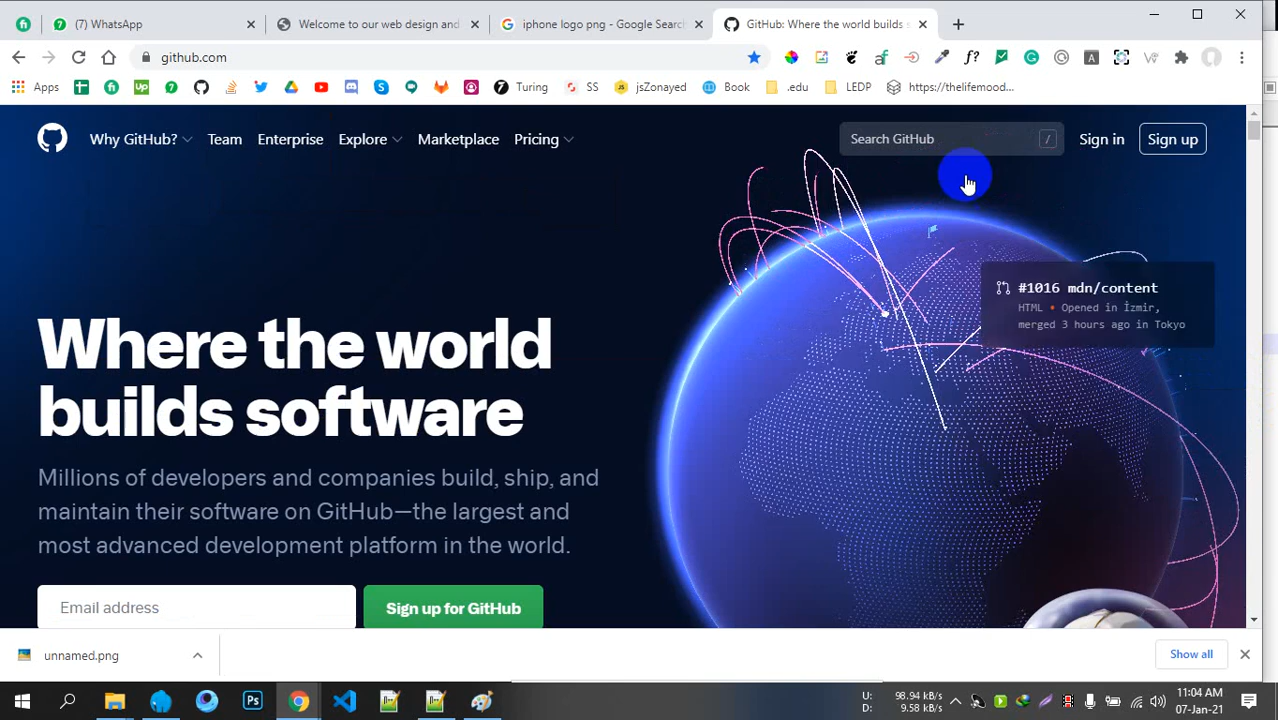 (7) WhatsApp
Welcome to our web design and
iphone logo png - Google Search
GitHub: Where the world builds s
github.com
Apps
Turing
SS
jsZonayed
Book
.edu
LEDP
https://thelifemood...
Why GitHub?
Team
Enterprise
Explore
Marketplace
Pricing
Search GitHub /
Sign in
Sign up
#1016 mdn/content
HTML • Opened in İzmir,
merged 3 hours ago in Tokyo
Where the world
builds software
Millions of developers and companies build, ship, and
maintain their software on GitHub—the largest and
most advanced development platform in the world.
Email address
Sign up for GitHub
unnamed.png
Show all
U: 98.94 kB/s
D: 9.58 kB/s
11:04 AM
07-Jan-21